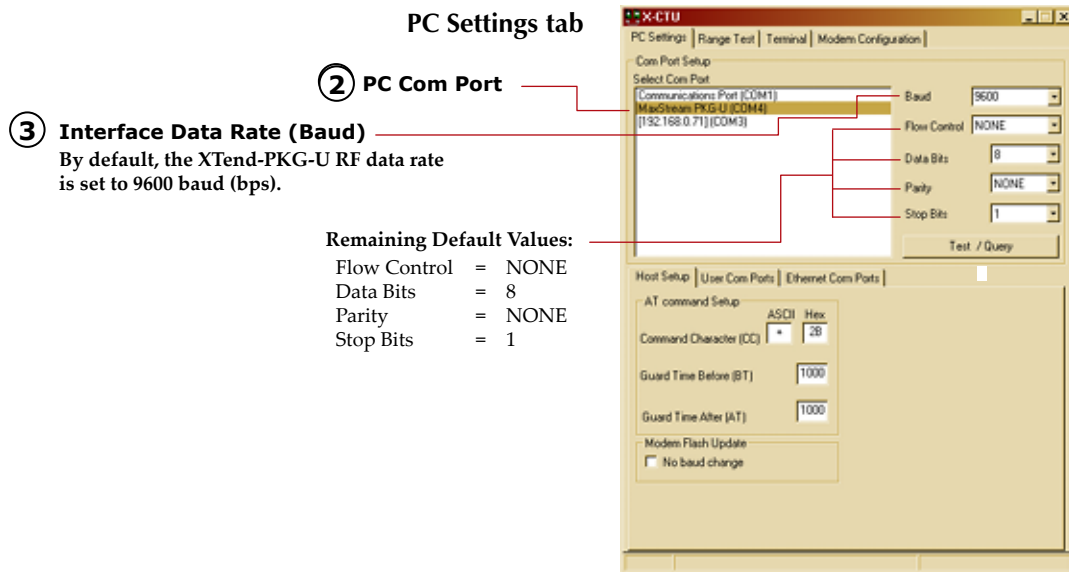 PC Settings tab
2 PC Com Port
3 Interface Data Rate (Baud)
By default, the XTend-PKG-U RF data rate
is set to 9600 baud (bps).
Remaining Default Values:
Flow Control = NONE
Data Bits = 8
Parity = NONE
Stop Bits = 1
X-CTU
PC Settings Range Test Terminal Modem Configuration
Com Port Setup
Select Com Port
Communications Port (COM1)
MaxStream PKG-U (COM4)
[192.168.0.71] (COM3)
Baud 9600
Flow Control NONE
Data Bits 8
Parity NONE
Stop Bits 1
Test / Query
Host Setup User Com Ports Ethernet Com Ports
AT command Setup
ASCII Hex
Command Character (CC) + 2B
Guard Time Before (BT) 1000
Guard Time After (AT) 1000
Modem Flash Update
No baud change